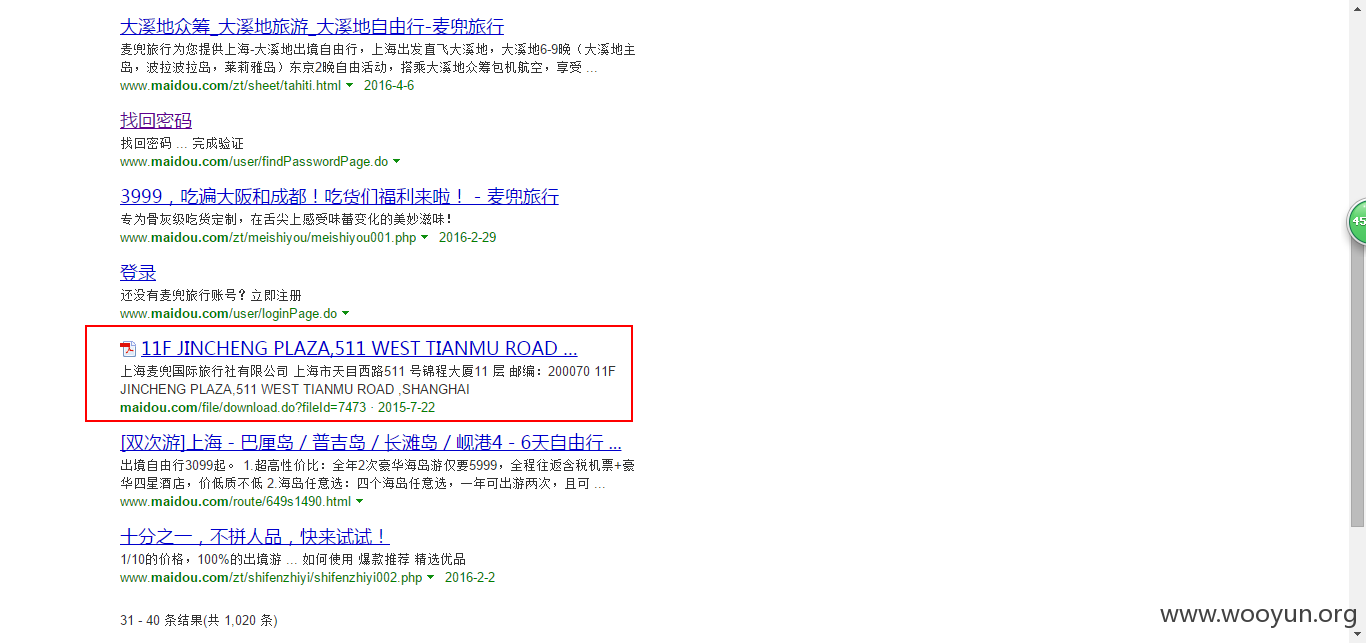 大溪地众筹_大溪地旅游_大溪地自由行-麦兜旅行
麦兜旅行为您提供上海-大溪地出境自由行，上海出发直飞大溪地，大溪地6-9晚（大溪地主
岛，波拉波拉岛，莱莉雅岛）东京2晚自由活动，搭乘大溪地众筹包机航空，享受 ...
www.maidou.com/zt/sheet/tahiti.html 2016-4-6
找回密码
找回密码 ... 完成验证
www.maidou.com/user/findPasswordPage.do
3999，吃遍大阪和成都！吃货们福利来啦！ - 麦兜旅行
专为骨灰级吃货定制，在舌尖上感受味蕾变化的美妙滋味！
www.maidou.com/zt/meishiyou/meishiyou001.php 2016-2-29
登录
还没有麦兜旅行账号？立即注册
www.maidou.com/user/loginPage.do
45
11F JINCHENG PLAZA,511 WEST TIANMU ROAD ...
上海麦兜国际旅行社有限公司 上海市天目西路511 号锦程大厦11 层 邮编：200070 11F
JINCHENG PLAZA,511 WEST TIANMU ROAD ,SHANGHAI
maidou.com/file/download.do?fileId=7473 · 2015-7-22
[双次游]上海 - 巴厘岛 / 普吉岛 / 长滩岛 / 岘港4 - 6天自由行 ...
出境自由行3099起。 1.超高性价比：全年2次豪华海岛游仅要5999，全程往返含税机票+豪
华四星酒店，价低质不低 2.海岛任意选：四个海岛任意选，一年可出游两次，且可 ...
www.maidou.com/route/649s1490.html
十分之一，不拼人品，快来试试！
1/10的价格，100%的出境游 ... 如何使用 爆款推荐 精选优品
www.maidou.com/zt/shifenzhiyi/shifenzhiyi002.php 2016-2-2
31 - 40 条结果(共 1,020 条)
www.wooyun.org